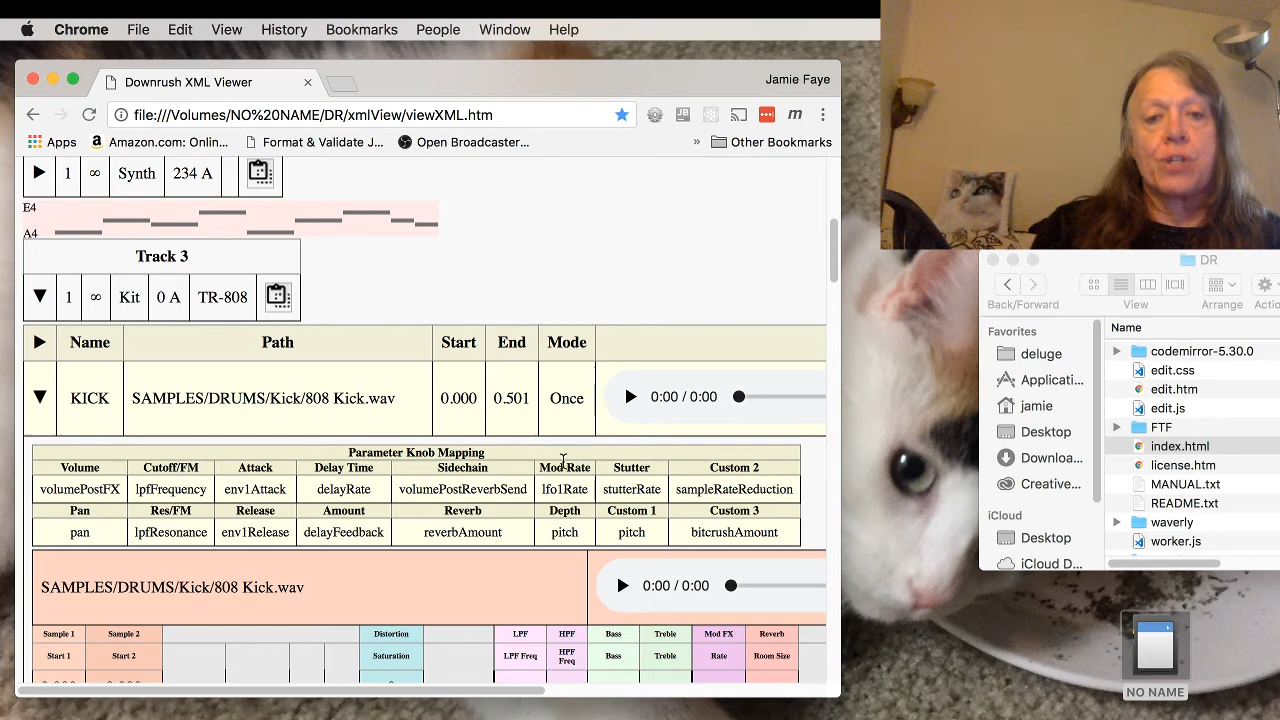 Chrome File Edit View History Bookmarks People Window Help
Downrush XML Viewer
Jamie Faye
file:///Volumes/NO%20NAME/DR/xmlView/viewXML.htm
Apps Amazon.com: Onlin... Format & Validate J... Open Broadcaster... » Other Bookmarks
1 ∞ Synth 234 A
E4
A4
Track 3
1 ∞ Kit 0 A TR-808
Name Path Start End Mode
KICK SAMPLES/DRUMS/Kick/808 Kick.wav 0.000 0.501 Once 0:00 / 0:00
Parameter Knob Mapping
Volume Cutoff/FM Attack Delay Time Sidechain Mod Rate Stutter Custom 2
volumePostFX lpfFrequency env1Attack delayRate volumePostReverbSend lfo1Rate stutterRate sampleRateReduction
Pan Res/FM Release Amount Reverb Depth Custom 1 Custom 3
pan lpfResonance env1Release delayFeedback reverbAmount pitch pitch bitcrushAmount
SAMPLES/DRUMS/Kick/808 Kick.wav 0:00 / 0:00
Sample 1 Sample 2 Distortion LPF HPF Bass Treble Mod FX Reverb
Start 1 Start 2 Saturation LPF Freq HPF Freq Bass Treble Rate Room Size
DR
Back/Forward View Arrange Actio
Favorites
deluge
Applicati...
jamie
Desktop
Downloa...
Creative...
iCloud
Desktop
iCloud D...
Name
codemirror-5.30.0
edit.css
edit.htm
edit.js
FTF
index.html
license.htm
MANUAL.txt
README.txt
waverly
worker.js
NO NAME